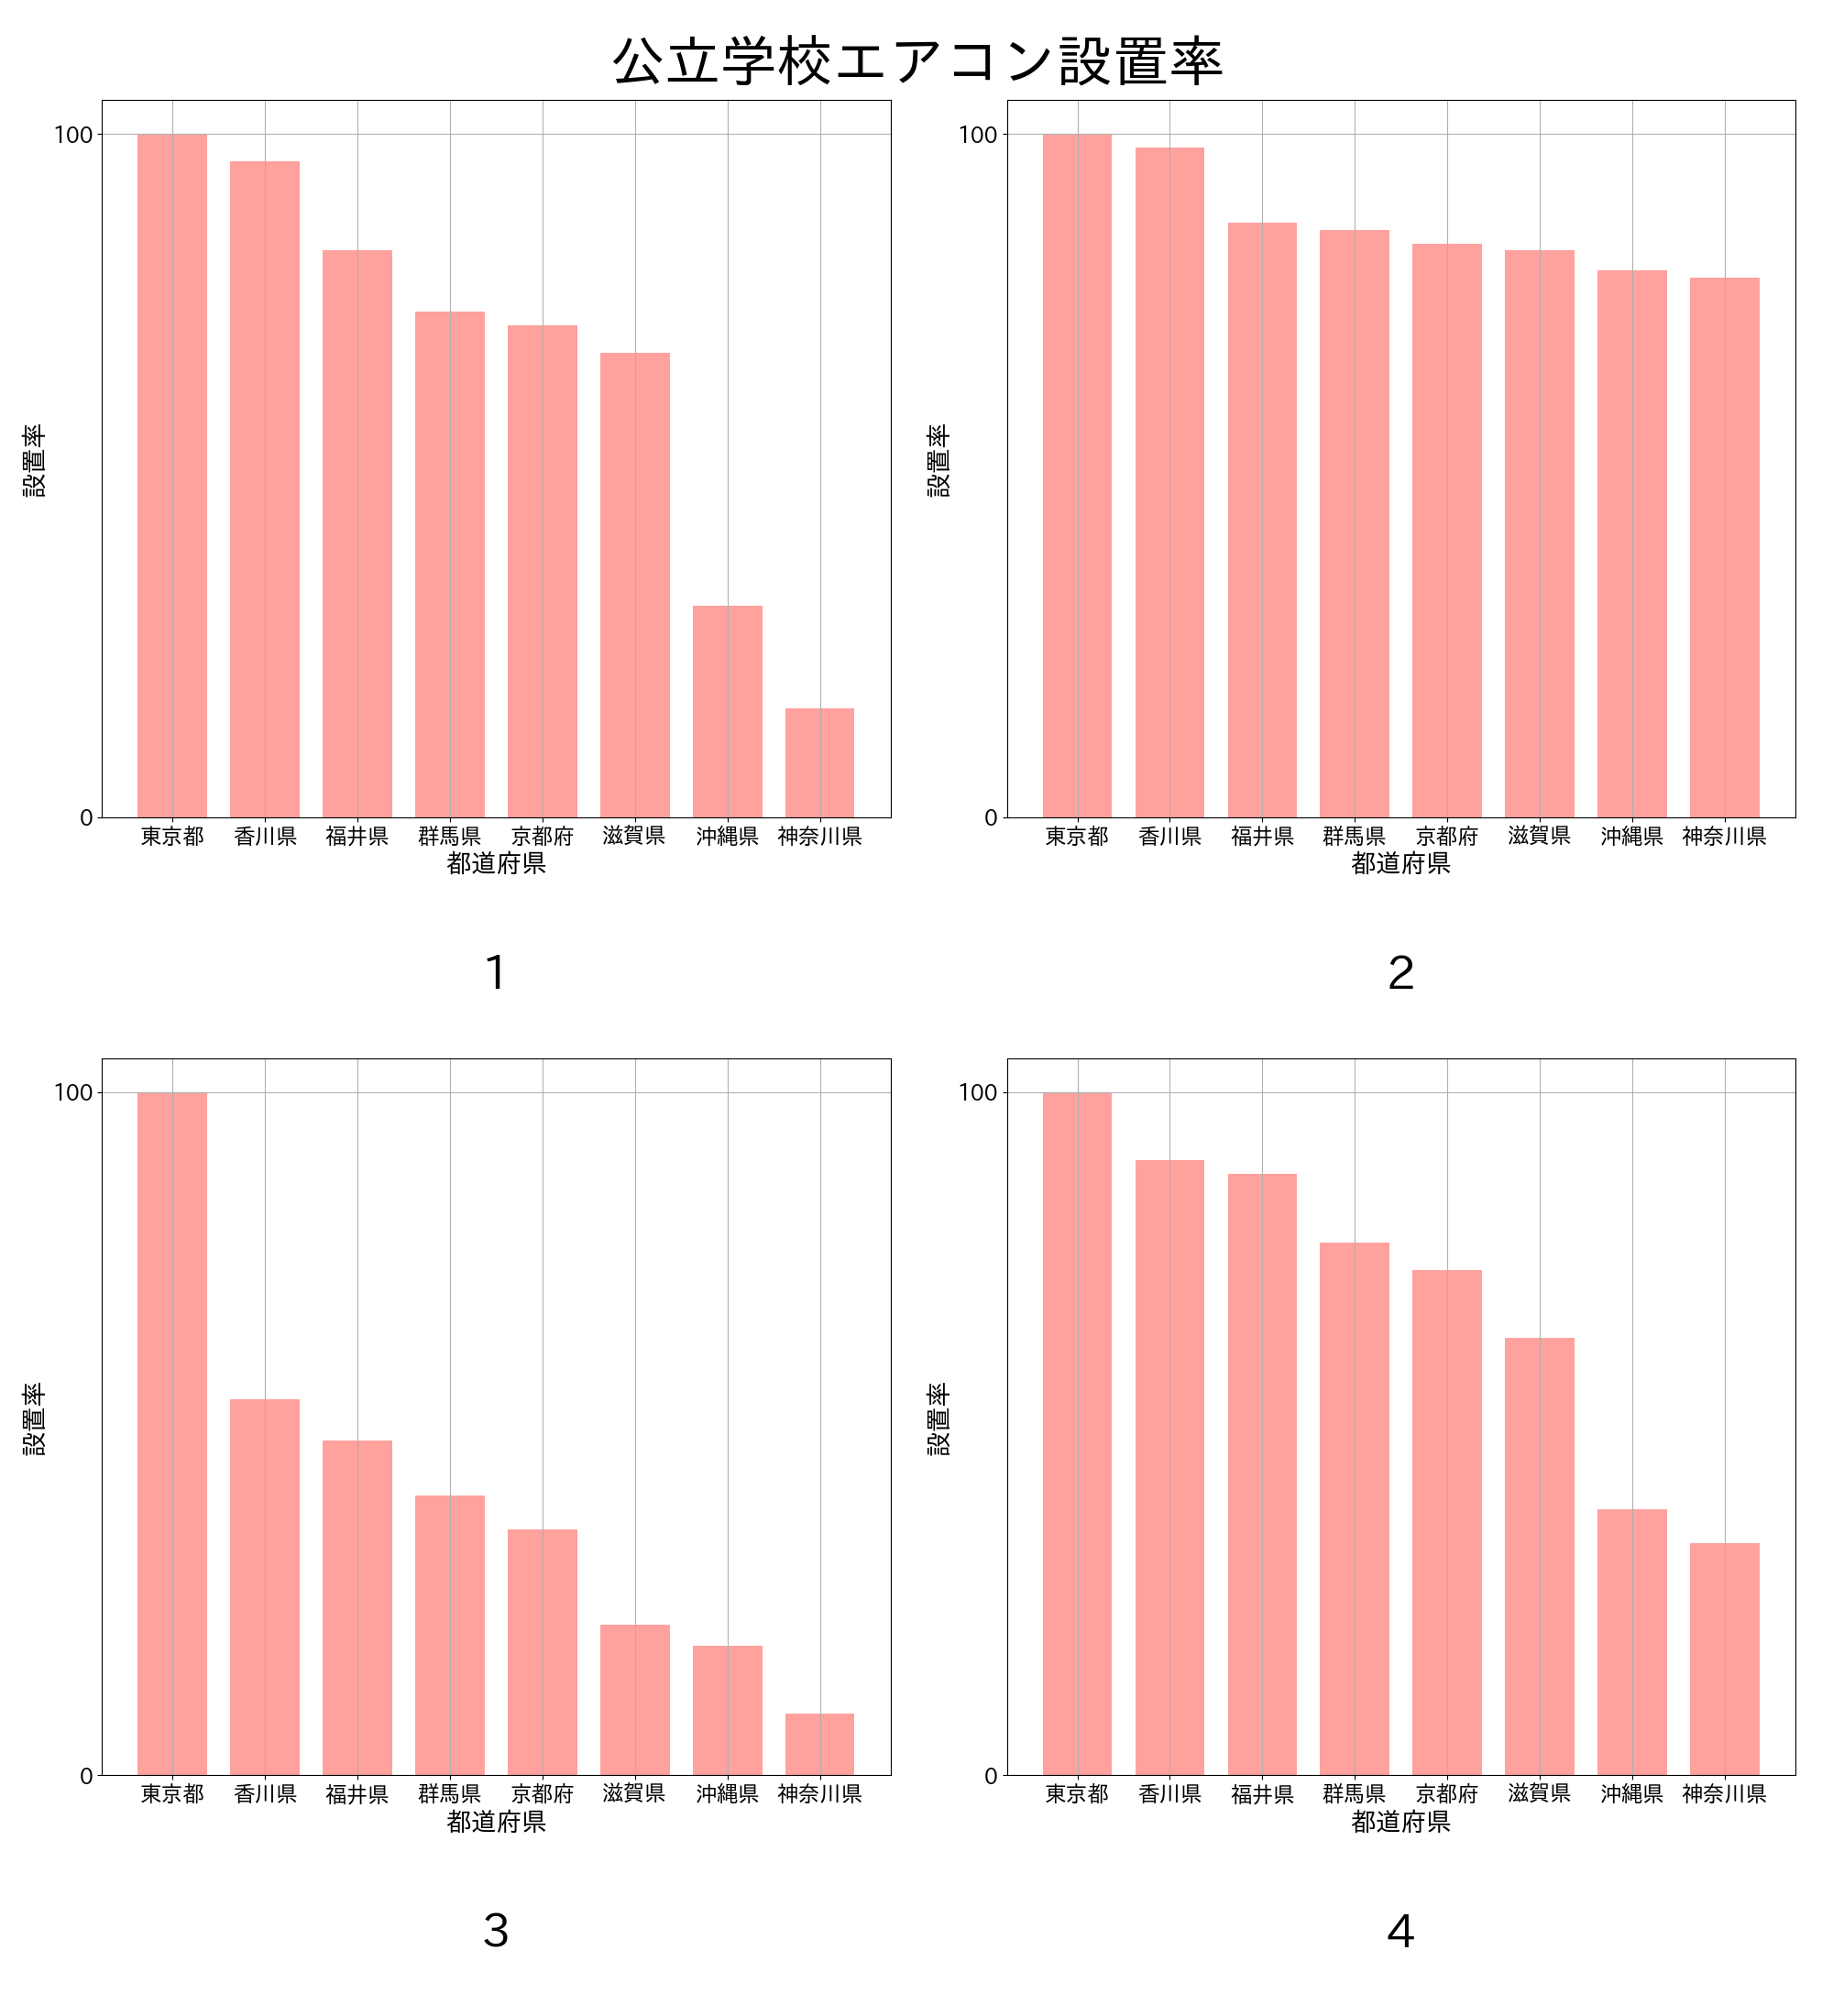 公立学校エアコン設置率
100
0
設置率
東京都 香川県 福井県 群馬県 京都府 滋賀県 沖縄県 神奈川県
都道府県
1
100
0
設置率
東京都 香川県 福井県 群馬県 京都府 滋賀県 沖縄県 神奈川県
都道府県
2
100
0
設置率
東京都 香川県 福井県 群馬県 京都府 滋賀県 沖縄県 神奈川県
都道府県
3
100
0
設置率
東京都 香川県 福井県 群馬県 京都府 滋賀県 沖縄県 神奈川県
都道府県
4